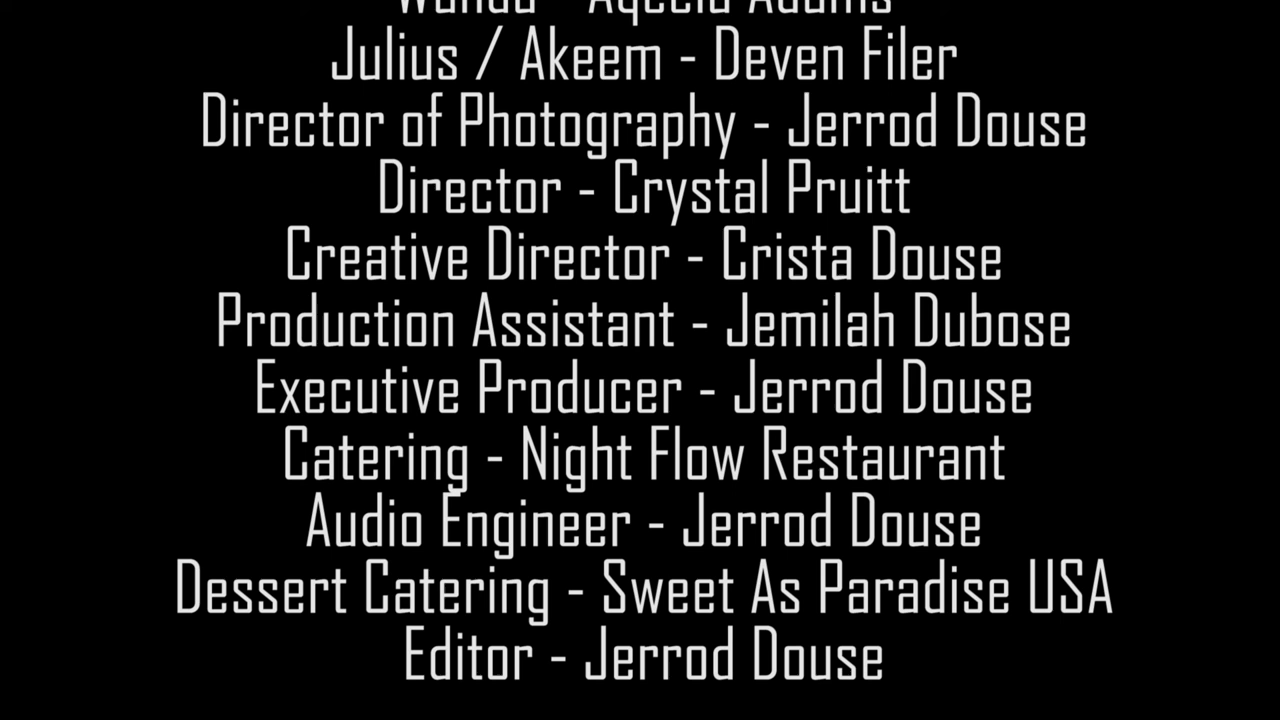 Julius / Akeem - Deven Filer
Director of Photography - Jerrod Douse
Director - Crystal Pruitt
Creative Director - Crista Douse
Production Assistant - Jemilah Dubose
Executive Producer - Jerrod Douse
Catering - Night Flow Restaurant
Audio Engineer - Jerrod Douse
Dessert Catering - Sweet As Paradise USA
Editor - Jerrod Douse